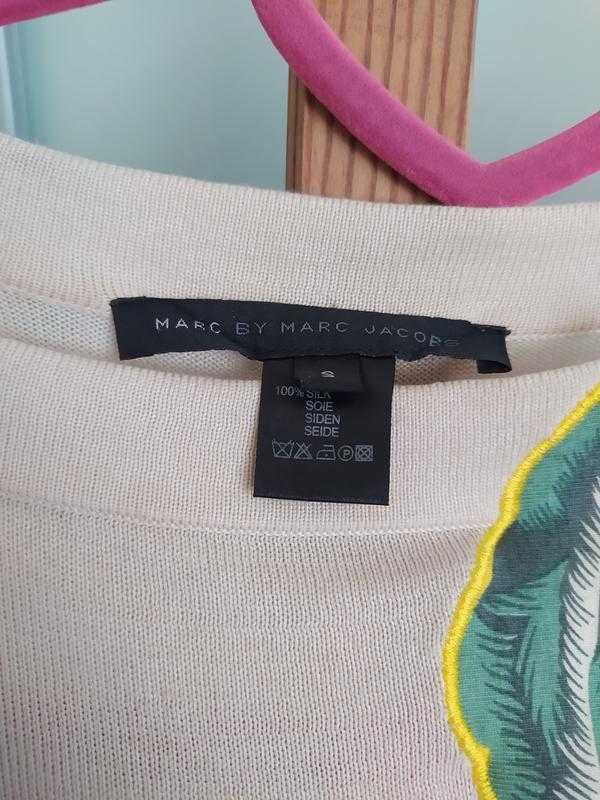 MARC BY MARC JACOBS
S
100% SILK
SOIE
SIDEN
SEIDE
P